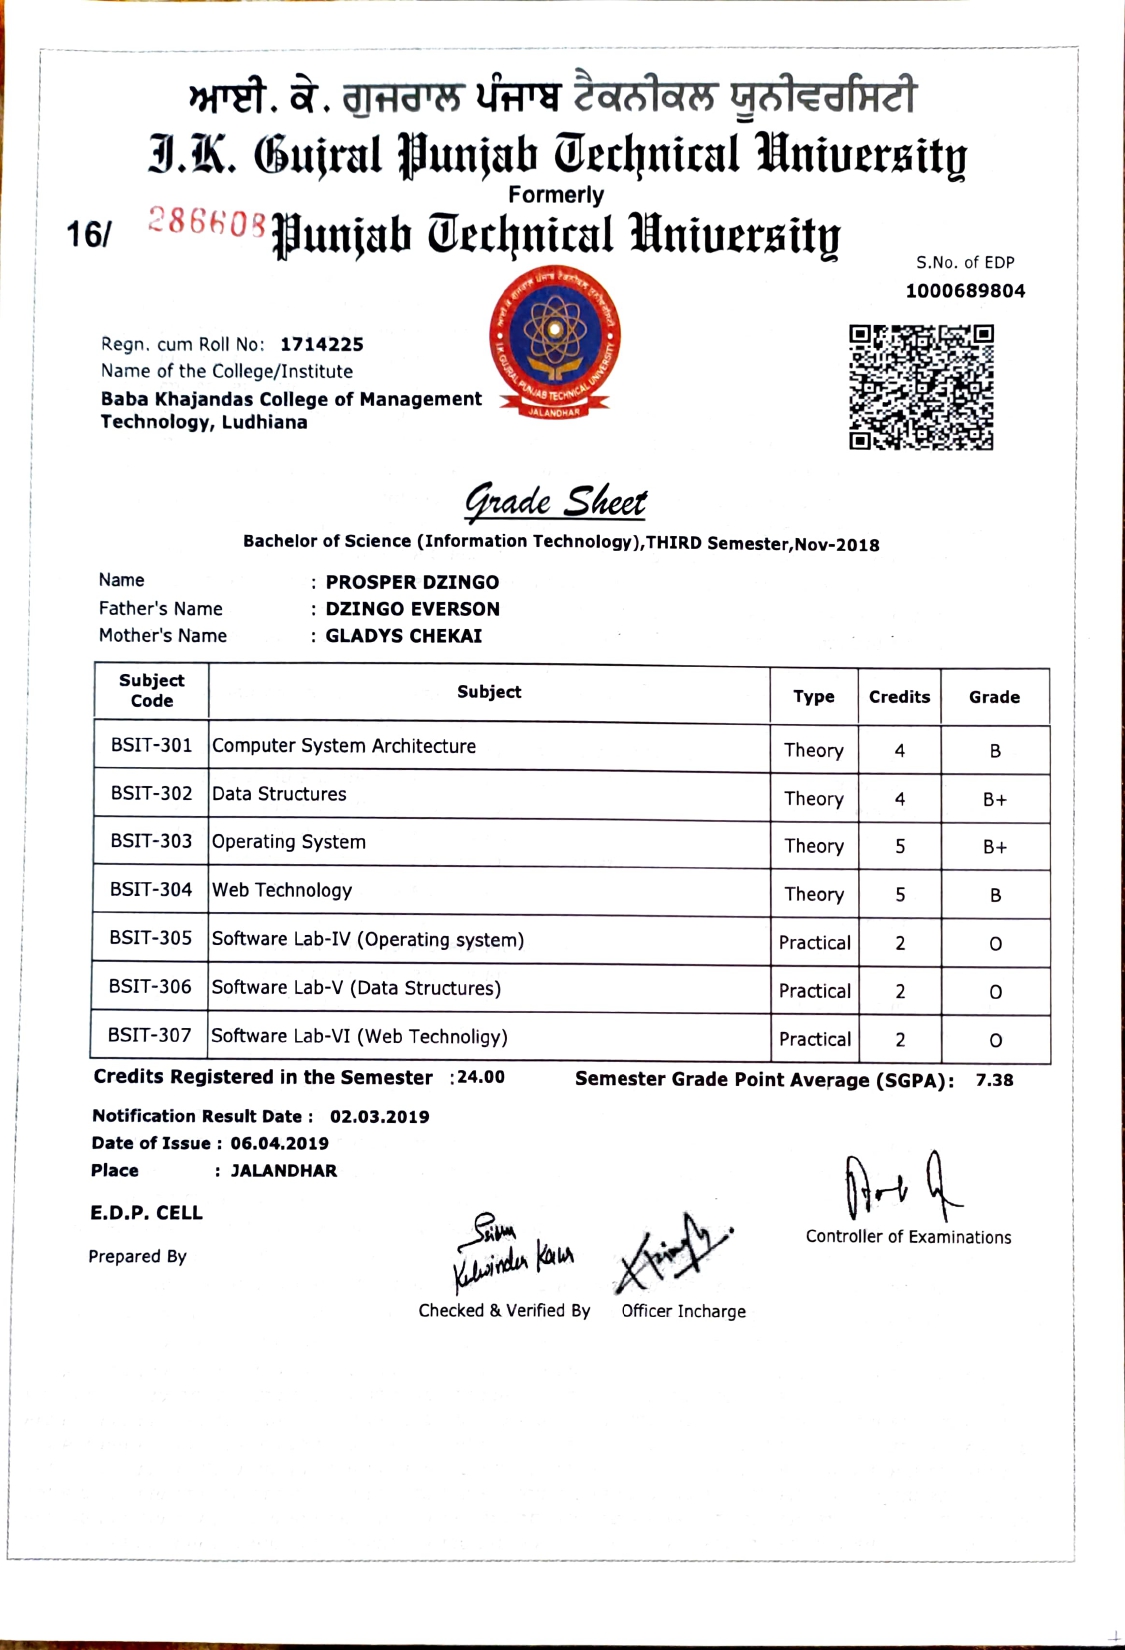 ਆਈ. ਕੇ. ਗੁਜਰਾਲ ਪੰਜਾਬ ਟੈਕਨੀਕਲ ਯੂਨੀਵਰਸਿਟੀ
I.K. Gujral Punjab Technical University
Formerly
16/ 286608 Punjab Technical University
S.No. of EDP
1000689804
JALANDHAR
Regn. cum Roll No: 1714225
Name of the College/Institute
Baba Khajandas College of Management
Technology, Ludhiana
Grade Sheet
Bachelor of Science (Information Technology),THIRD Semester,Nov-2018
Name : PROSPER DZINGO
Father's Name : DZINGO EVERSON
Mother's Name : GLADYS CHEKAI
Subject Code Subject Type Credits Grade
BSIT-301 Computer System Architecture Theory 4 B
BSIT-302 Data Structures Theory 4 B+
BSIT-303 Operating System Theory 5 B+
BSIT-304 Web Technology Theory 5 B
BSIT-305 Software Lab-IV (Operating system) Practical 2 O
BSIT-306 Software Lab-V (Data Structures) Practical 2 O
BSIT-307 Software Lab-VI (Web Technoligy) Practical 2 O
Credits Registered in the Semester :24.00 Semester Grade Point Average (SGPA): 7.38
Notification Result Date : 02.03.2019
Date of Issue : 06.04.2019
Place : JALANDHAR
E.D.P. CELL
Prepared By
Kulwinder Kaur
Checked & Verified By
Officer Incharge
Controller of Examinations